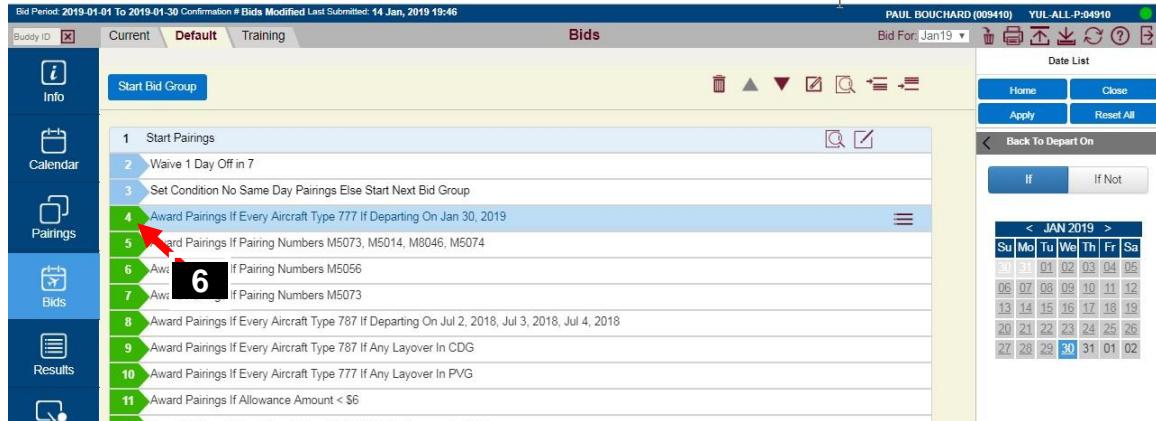 Bid Period: 2019-01-01 To 2019-01-30 Confirmation # Bids Modified Last Submitted: 14 Jan, 2019 19:46
PAUL BOUCHARD (009410) YUL-ALL-P:04910
Buddy ID X
Current Default Training
Bids
Bid For: Jan19
Date List
Info
Start Bid Group
Home Close
Apply Reset All
1 Start Pairings
Back To Depart On
Calendar
2 Waive 1 Day Off in 7
3 Set Condition No Same Day Pairings Else Start Next Bid Group
If If Not
Pairings
4 Award Pairings If Every Aircraft Type 777 If Departing On Jan 30, 2019
5 Award Pairings If Pairing Numbers M5073, M5014, M8046, M5074
6 If Pairing Numbers M5056
6
Bids
7 If Pairing Numbers M5073
8 Award Pairings If Every Aircraft Type 787 If Departing On Jul 2, 2018, Jul 3, 2018, Jul 4, 2018
9 Award Pairings If Every Aircraft Type 787 If Any Layover In CDG
Results
10 Award Pairings If Every Aircraft Type 777 If Any Layover In PVG
11 Award Pairings If Allowance Amount < $6
< JAN 2019 >
Su Mo Tu We Th Fr Sa
30 31 01 02 03 04 05
06 07 08 09 10 11 12
13 14 15 16 17 18 19
20 21 22 23 24 25 26
27 28 29 30 31 01 02